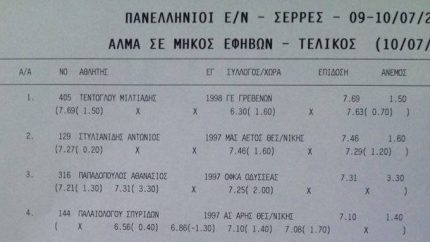 ΠΑΝΕΛΛΗΝΙΟΙ Ε/Ν - ΣΕΡΡΕΣ - 09-10/07/2
ΑΛΜΑ ΣΕ ΜΗΚΟΣ ΕΦΗΒΩΝ - ΤΕΛΙΚΟΣ (10/07/
Α/Α ΝΟ ΑΘΛΗΤΗΣ ΕΓ ΣΥΛΛΟΓΟΣ/ΧΩΡΑ ΕΠΙΔΟΣΗ ΑΝΕΜΟΣ
1. 405 ΤΕΝΤΟΓΛΟΥ ΜΙΛΤΙΑΔΗΣ 1998 ΓΕ ΓΡΕΒΕΝΩΝ 7.69 1.50
(7.69( 1.50) X X 6.30( 1.60) X 7.63( 0.70) )
2. 129 ΣΤΥΛΙΑΝΙΔΗΣ ΑΝΤΩΝΙΟΣ 1997 ΜΑΣ ΑΕΤΟΣ ΘΕΣ/ΝΙΚΗΣ 7.46 1.60
(7.27( 0.20) X X 7.46( 1.60) X 7.29( 1.20) )
3. 316 ΠΑΠΑΔΟΠΟΥΛΟΣ ΑΘΑΝΑΣΙΟΣ 1997 ΟΦΚΑ ΟΔΥΣΣΕΑΣ 7.31 3.30
(7.21( 1.30) 7.31( 3.30) X 7.25( 2.00) X X )
4. 144 ΠΑΛΑΙΟΛΟΓΟΥ ΣΠΥΡΙΔΩΝ 1997 ΑΣ ΑΡΗΣ ΘΕΣ/ΝΙΚΗΣ 7.10 1.40
( X 6.56( 0.40) 6.86(-1.30) 7.10( 1.40) 7.08( 1.70) X )